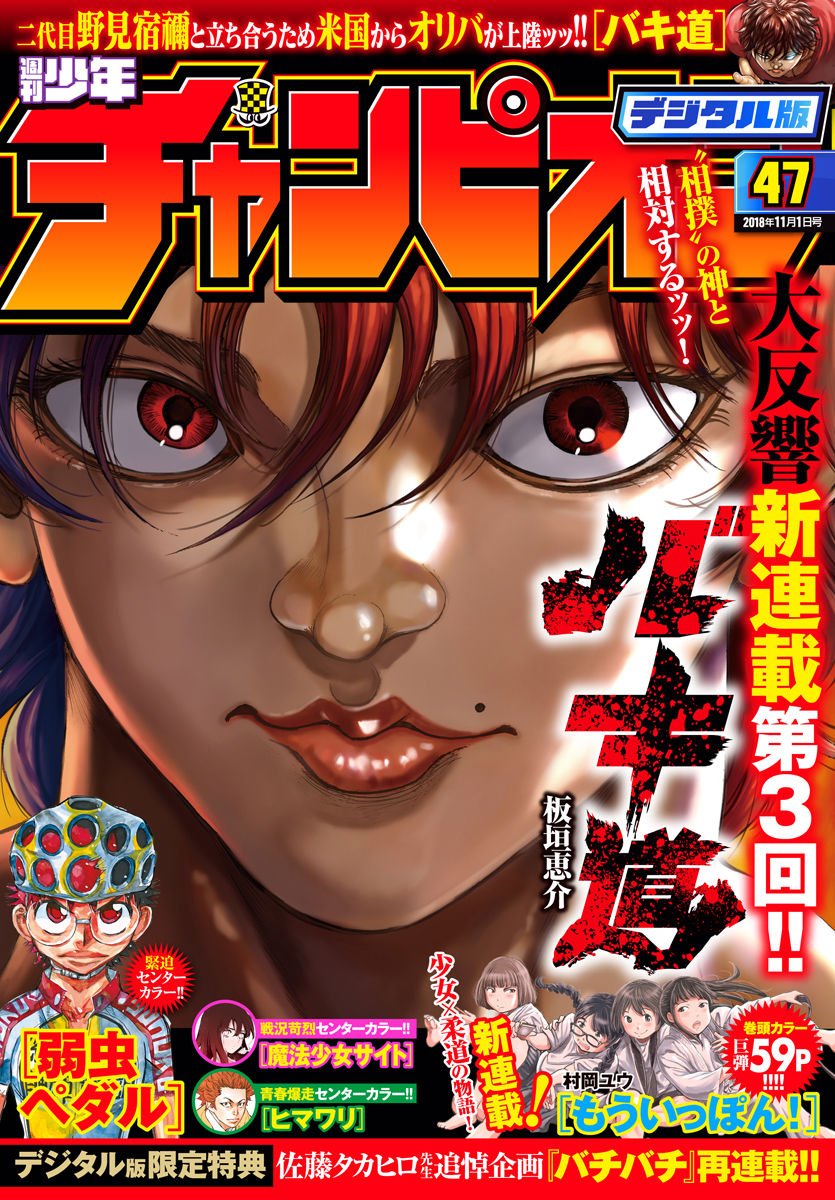 二代目野見宿禰と立ち合うため米国からオリバが上陸ッッ!!［バキ道］
週刊
少年
チャンピオ
デジタル版
47
2018年11月1日号
〝相撲〟の神と
相対するッッ!
大反響新連載第3回!!
バキ道
板垣恵介
緊迫
センター
カラー!!
［弱虫
ペダル］
戦況苛烈センターカラー!!
［魔法少女サイト］
青春爆走センターカラー!!
［ヒマワリ］
少女×柔道の物語!
新連載!
巻頭カラー
巨弾59P
!!!!
村岡ユウ
［もういっぽん!］
デジタル版限定特典 佐藤タカヒロ先生追悼企画『バチバチ』再連載!!